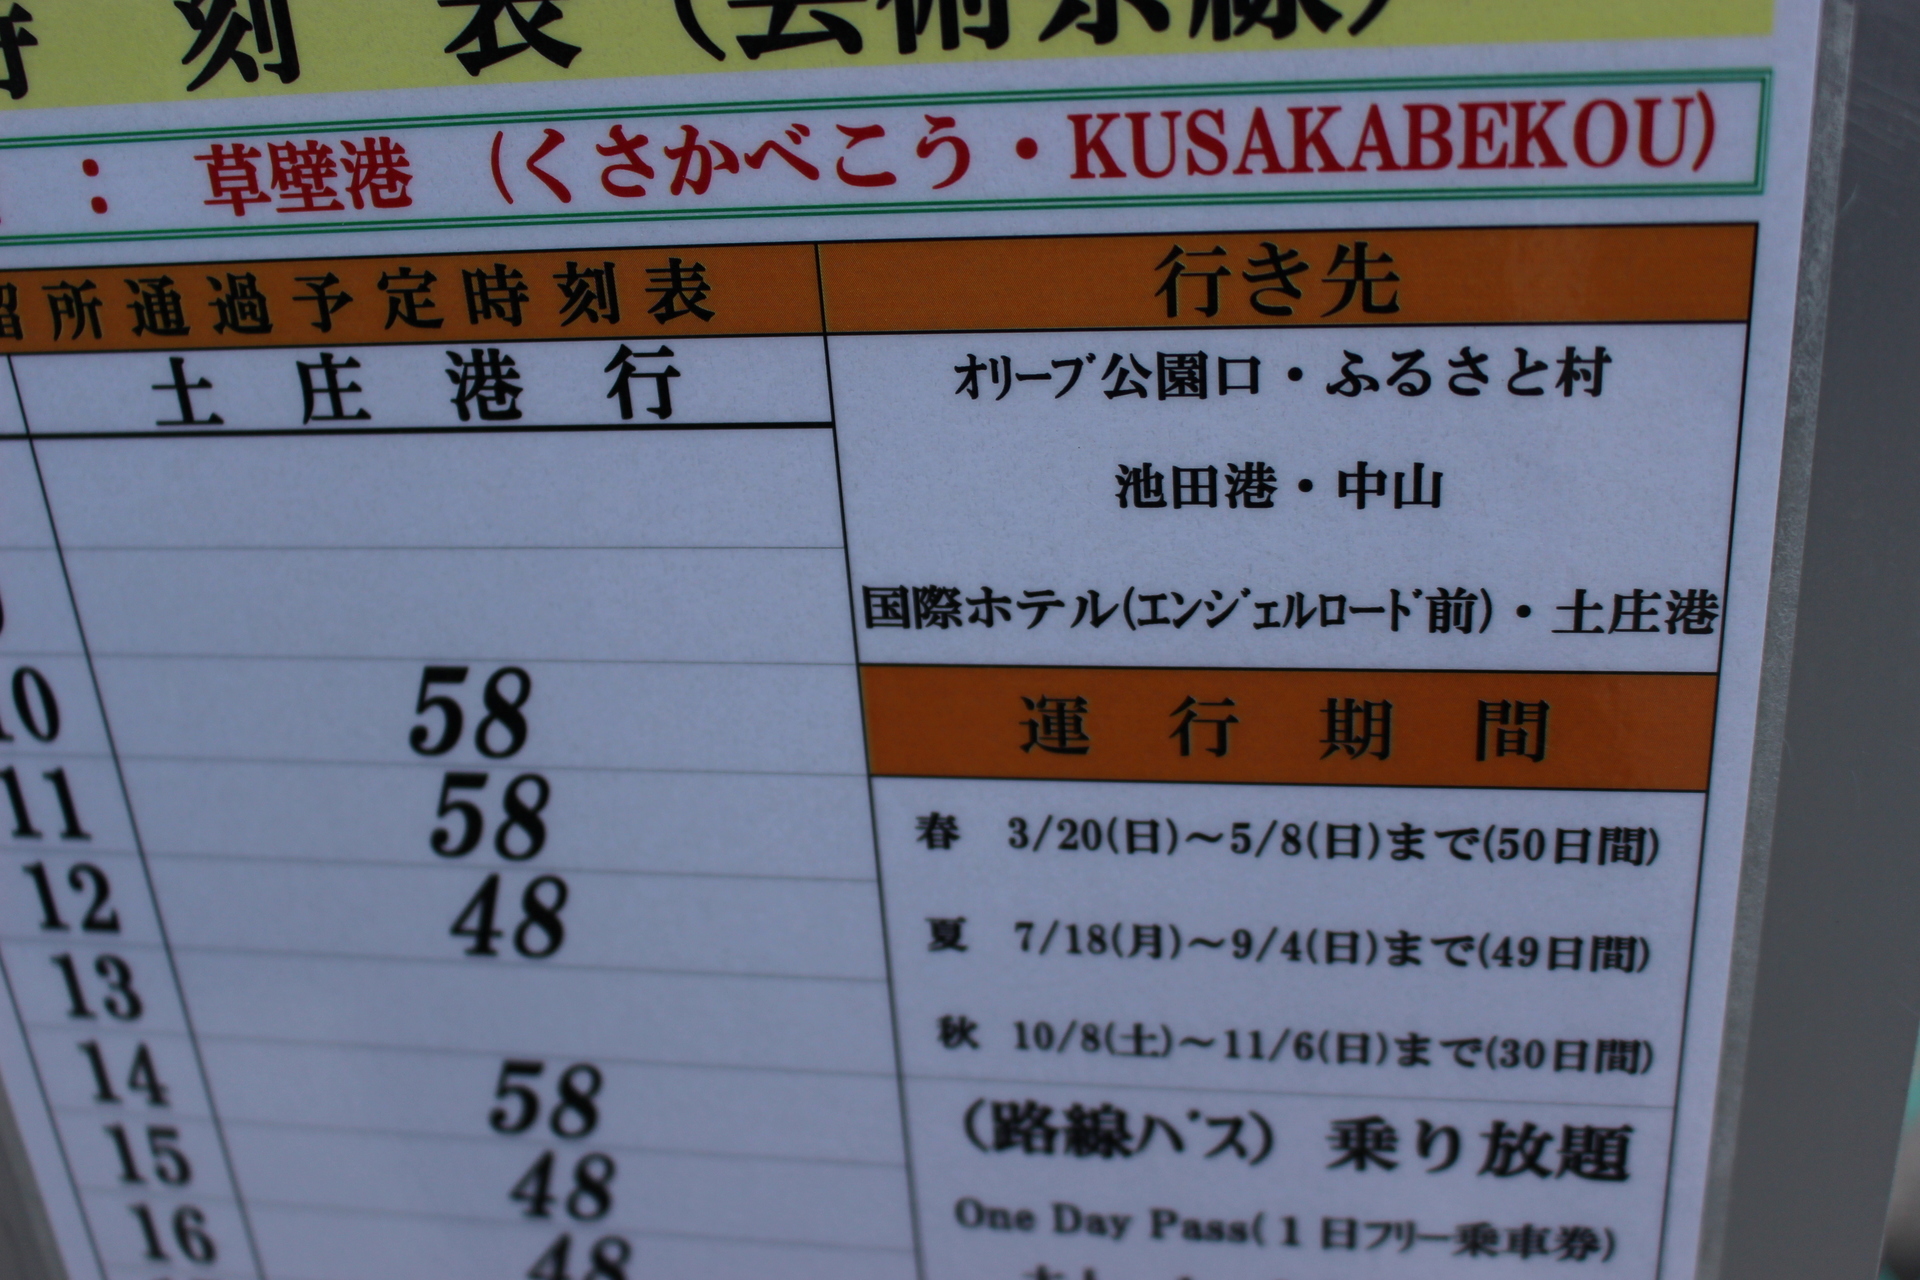 時刻表(芸術祭線)
：草壁港 (くさかべこう・KUSAKABEKOU)
留所通過予定時刻表
土庄港行
10 58
11 58
12 48
13
14 58
15 48
16 48
行き先
オリーブ公園口・ふるさと村
池田港・中山
国際ホテル(エンジェルロード前)・土庄港
運行期間
春 3/20(日)～5/8(日)まで(50日間)
夏 7/18(月)～9/4(日)まで(49日間)
秋 10/8(土)～11/6(日)まで(30日間)
(路線バス) 乗り放題
One Day Pass(1日フリー乗車券)